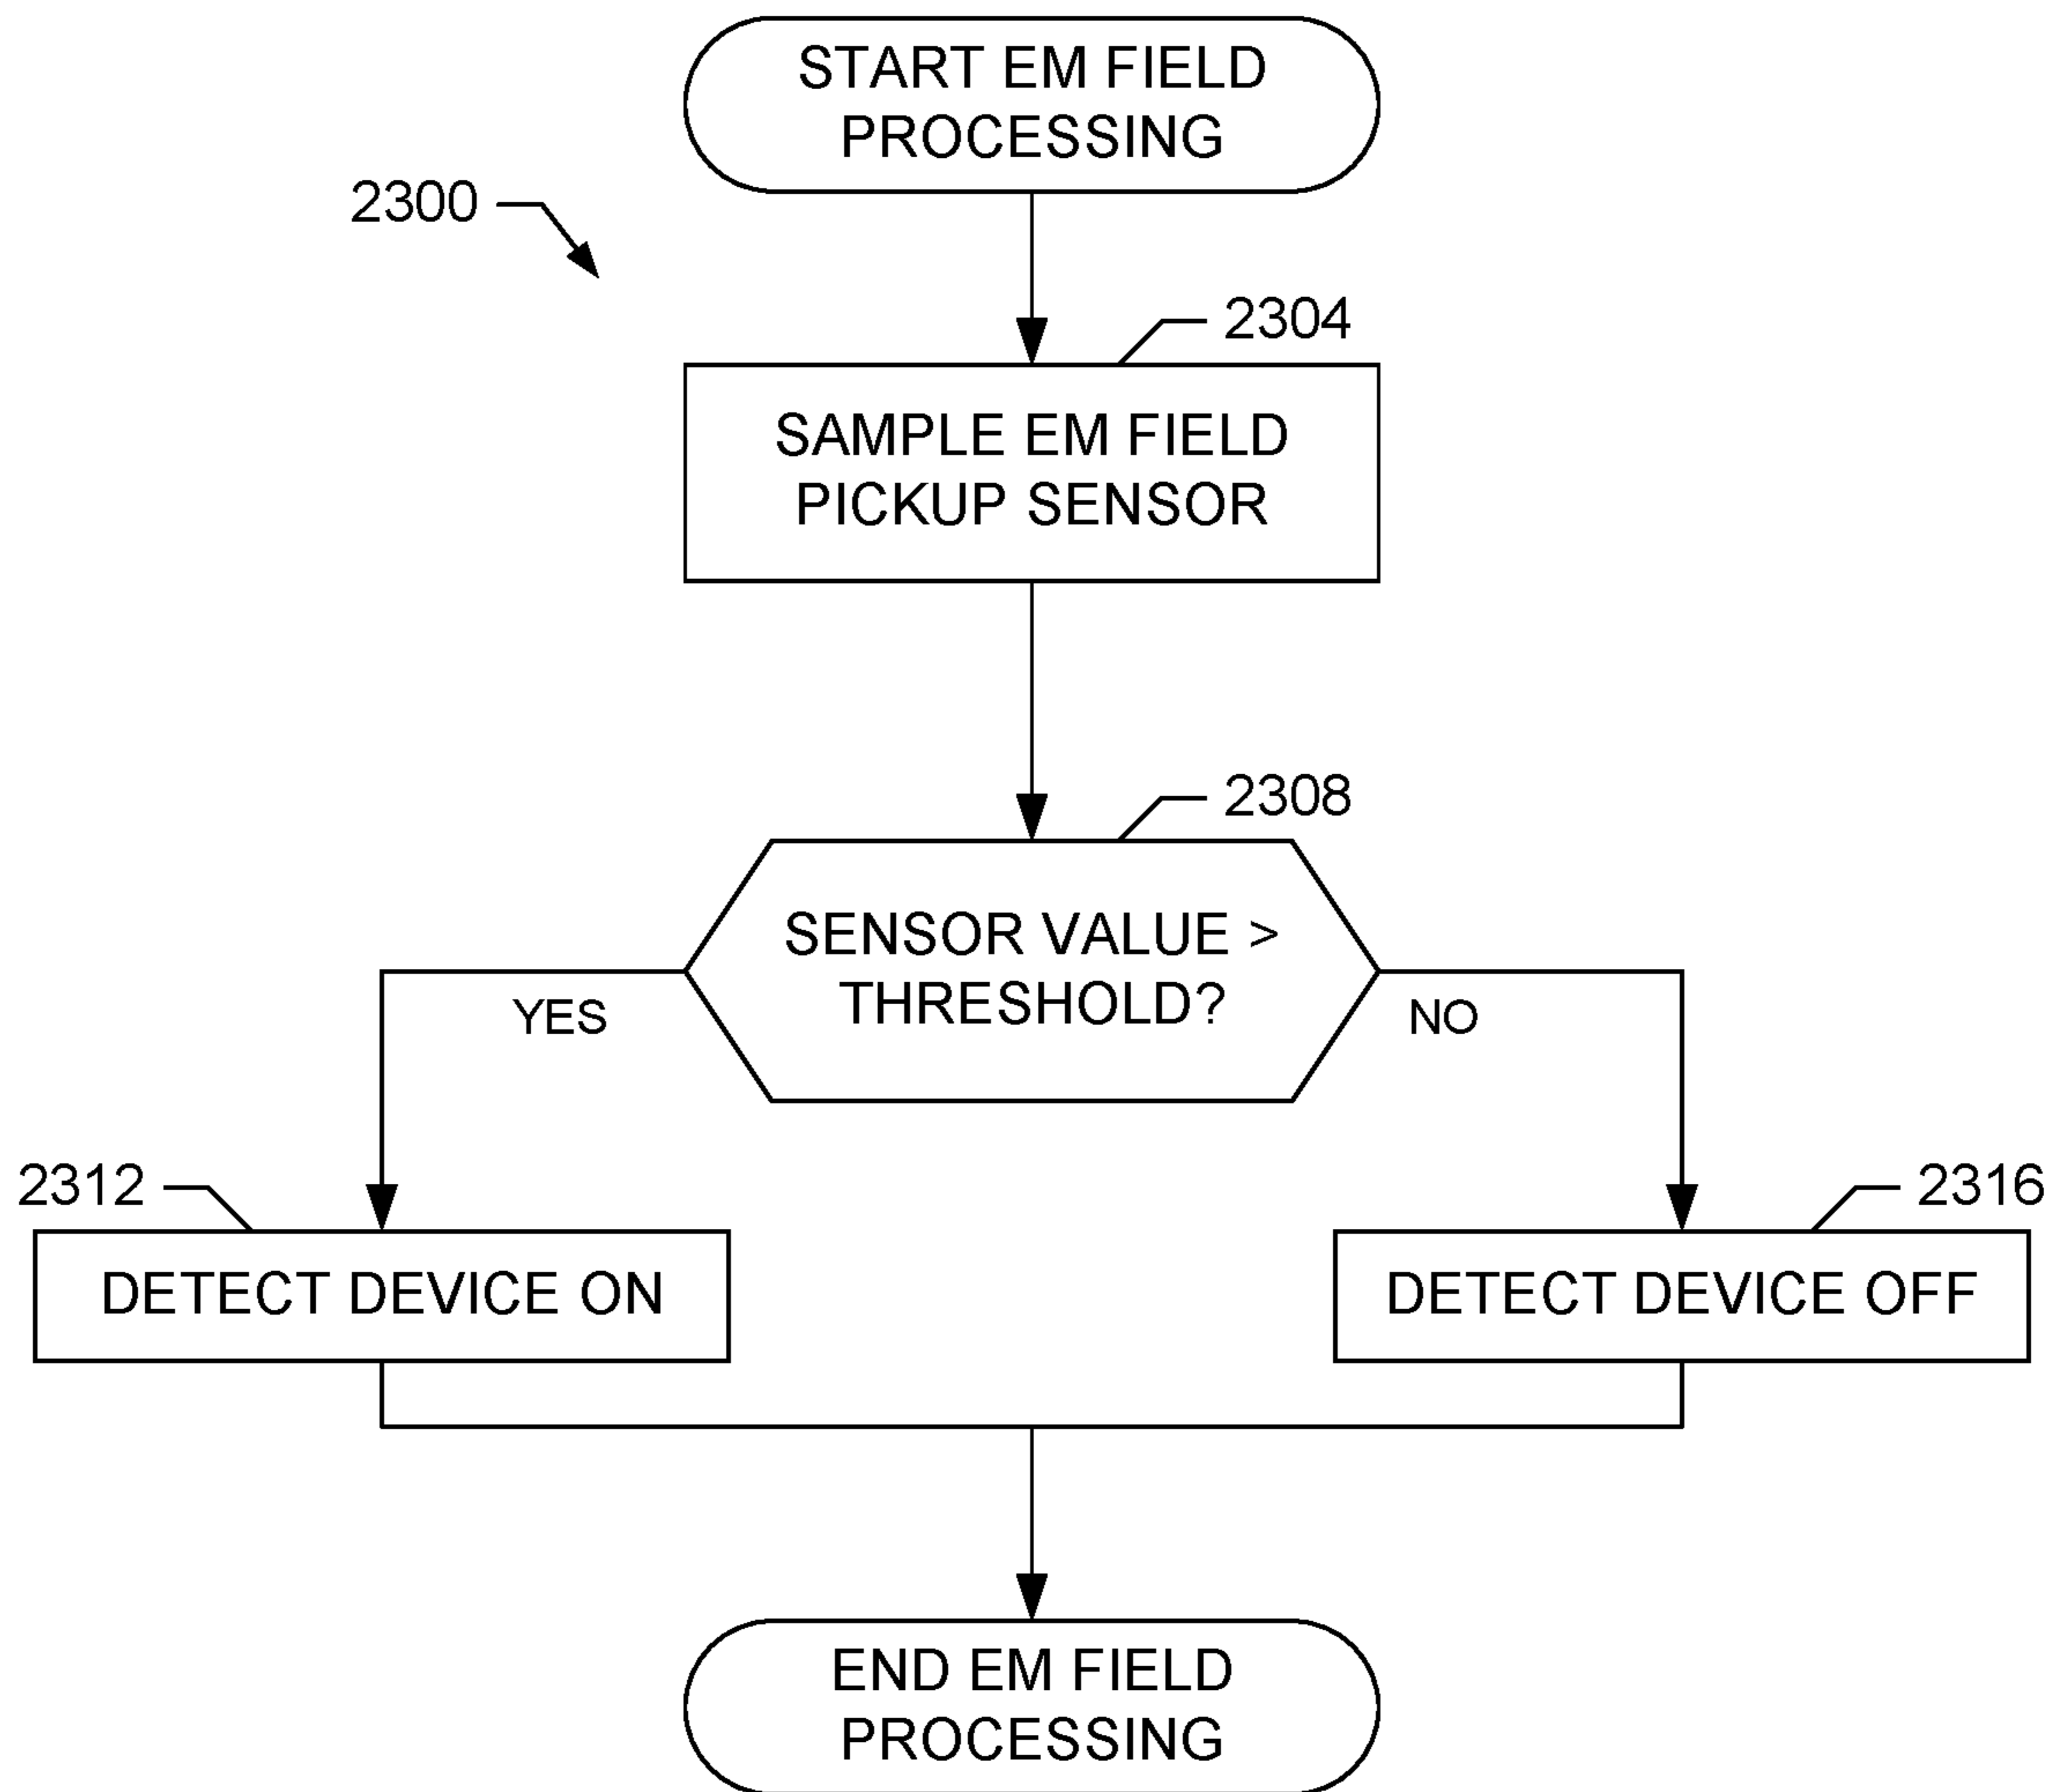 START EM FIELD
PROCESSING
2300
2304
SAMPLE EM FIELD
PICKUP SENSOR
2308
SENSOR VALUE >
THRESHOLD?
YES
NO
2312
2316
DETECT DEVICE ON
DETECT DEVICE OFF
END EM FIELD
PROCESSING